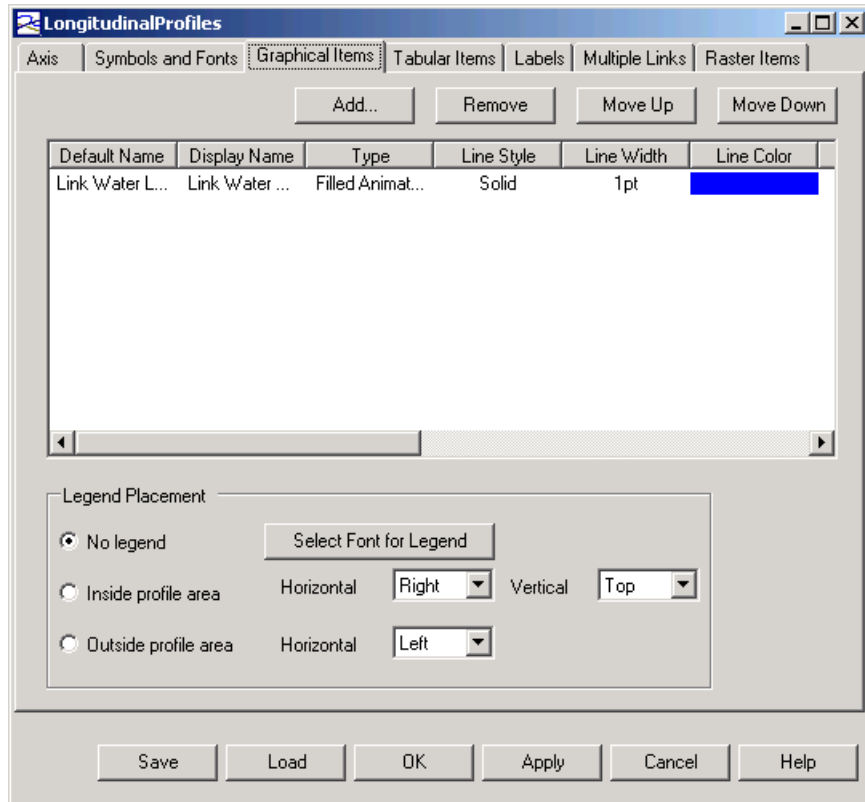 LongitudinalProfiles
Axis Symbols and Fonts Graphical Items Tabular Items Labels Multiple Links Raster Items
Add... Remove Move Up Move Down
Default Name Display Name Type Line Style Line Width Line Color
Link Water L... Link Water ... Filled Animat... Solid 1pt
Legend Placement
No legend Select Font for Legend
Inside profile area Horizontal Right Vertical Top
Outside profile area Horizontal Left
Save Load OK Apply Cancel Help